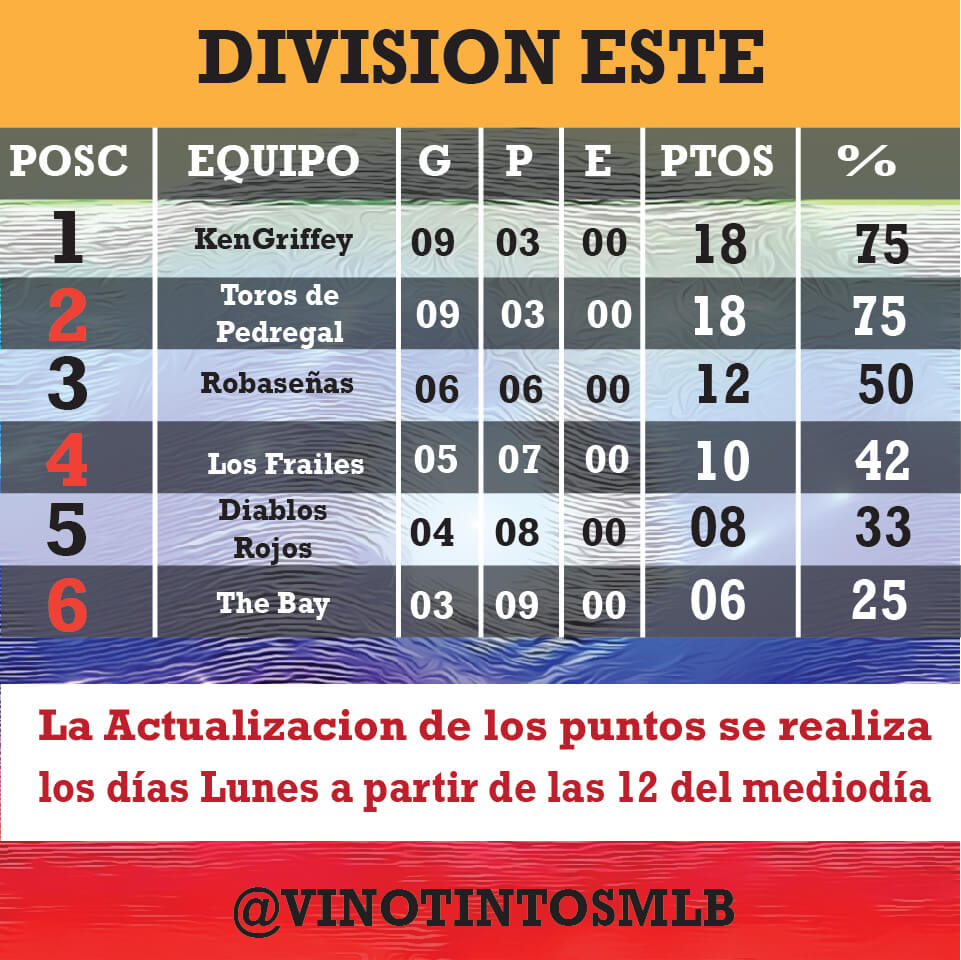 DIVISION ESTE
POSC EQUIPO G P E PTOS %
1 KenGriffey 09 03 00 18 75
2 Toros de Pedregal 09 03 00 18 75
3 Robaseñas 06 06 00 12 50
4 Los Frailes 05 07 00 10 42
5 Diablos Rojos 04 08 00 08 33
6 The Bay 03 09 00 06 25
La Actualizacion de los puntos se realiza
los días Lunes a partir de las 12 del mediodía
@VINOTINTOSMLB